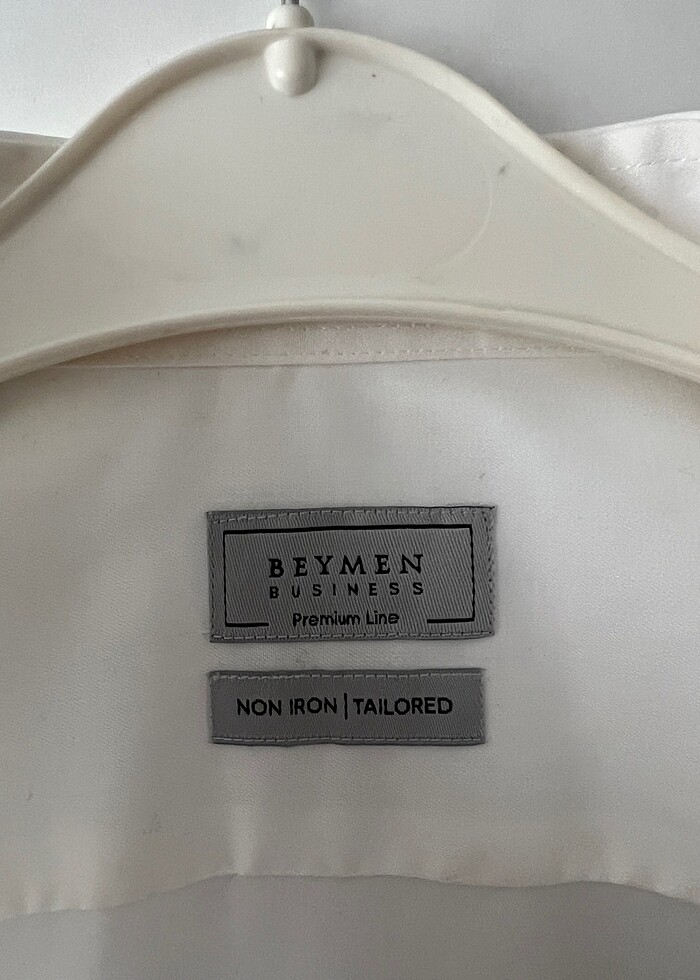 BEYMEN
BUSINESS
Premium Line
NON IRON | TAILORED